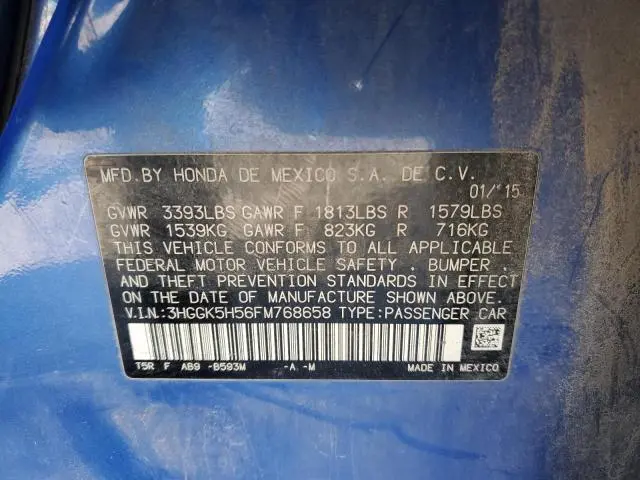 MFD.BY HONDA DE MEXICO S.A. DE C.V.
01/'15
GVWR 3393LBS GAWR F 1813LBS R 1579LBS
GVWR 1539KG GAWR F 823KG R 716KG
THIS VEHICLE CONFORMS TO ALL APPLICABLE
FEDERAL MOTOR VEHICLE SAFETY , BUMPER ,
AND THEFT PREVENTION STANDARDS IN EFFECT
ON THE DATE OF MANUFACTURE SHOWN ABOVE.
V.I.N.:3HGGK5H56FM768658 TYPE:PASSENGER CAR
T5R F AB9 -B593M -A -M MADE IN MEXICO